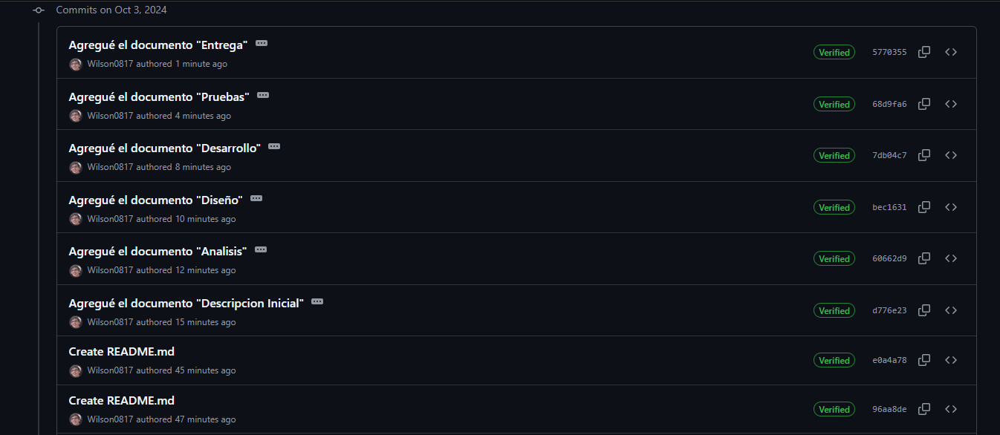 Commits on Oct 3, 2024
Agregué el documento "Entrega"
Wilson0817 authored 1 minute ago
Verified
5770355
Agregué el documento "Pruebas"
Wilson0817 authored 4 minutes ago
Verified
68d9fa6
Agregué el documento "Desarrollo"
Wilson0817 authored 8 minutes ago
Verified
7db04c7
Agregué el documento "Diseño"
Wilson0817 authored 10 minutes ago
Verified
bec1631
Agregué el documento "Analisis"
Wilson0817 authored 12 minutes ago
Verified
60662d9
Agregué el documento "Descripcion Inicial"
Wilson0817 authored 15 minutes ago
Verified
d776e23
Create README.md
Wilson0817 authored 45 minutes ago
Verified
e0a4a78
Create README.md
Wilson0817 authored 47 minutes ago
Verified
96aa8de